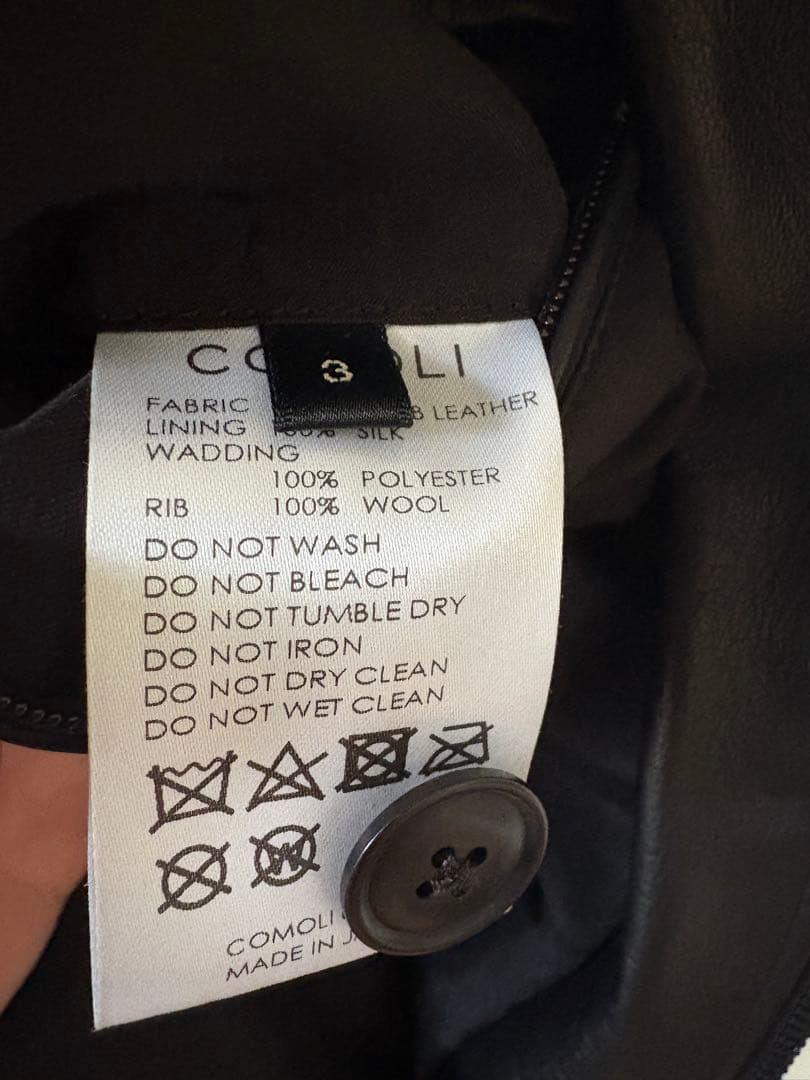 3
FABRIC LEATHER
LINING SILK
WADDING
100% POLYESTER
RIB 100% WOOL
DO NOT WASH
DO NOT BLEACH
DO NOT TUMBLE DRY
DO NOT IRON
DO NOT DRY CLEAN
DO NOT WET CLEAN
W
COMOLI
MADE IN